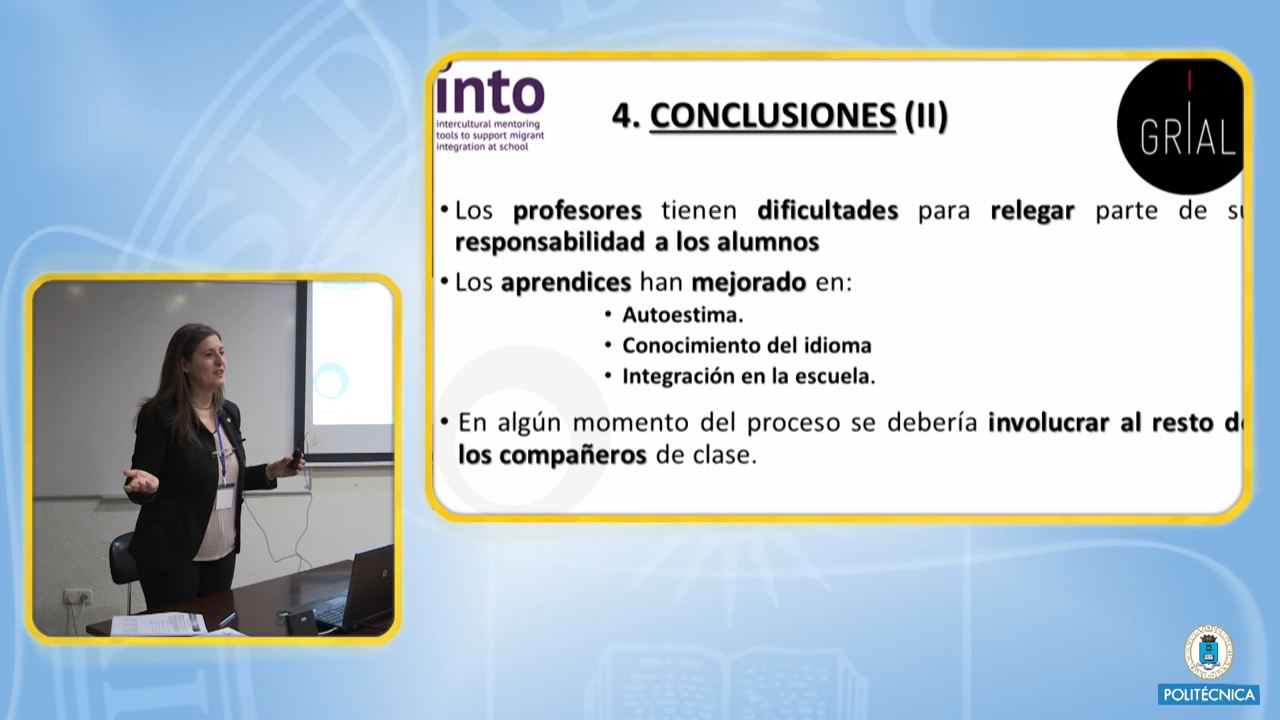 into
intercultural mentoring
tools to support migrant
integration at school
4. CONCLUSIONES (II)
GRIAL
• Los profesores tienen dificultades para relegar parte de su
responsabilidad a los alumnos
• Los aprendices han mejorado en:
• Autoestima.
• Conocimiento del idioma
• Integración en la escuela.
• En algún momento del proceso se debería involucrar al resto de
los compañeros de clase.
POLITÉCNICA